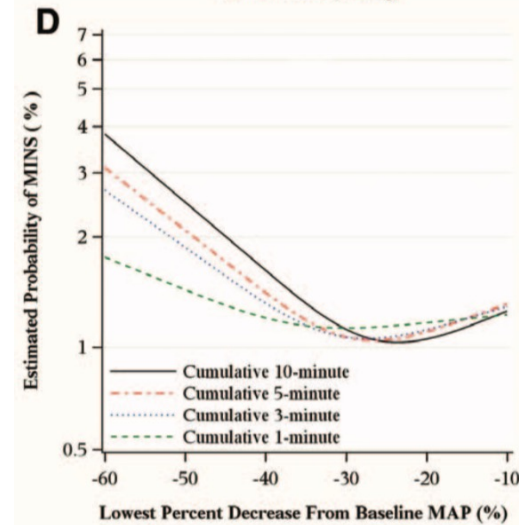 D
7
6
5
4
3
2
1
0.5
Estimated Probability of MINS ( % )
Cumulative 10-minute
Cumulative 5-minute
Cumulative 3-minute
Cumulative 1-minute
-60 -50 -40 -30 -20 -10
Lowest Percent Decrease From Baseline MAP (%)